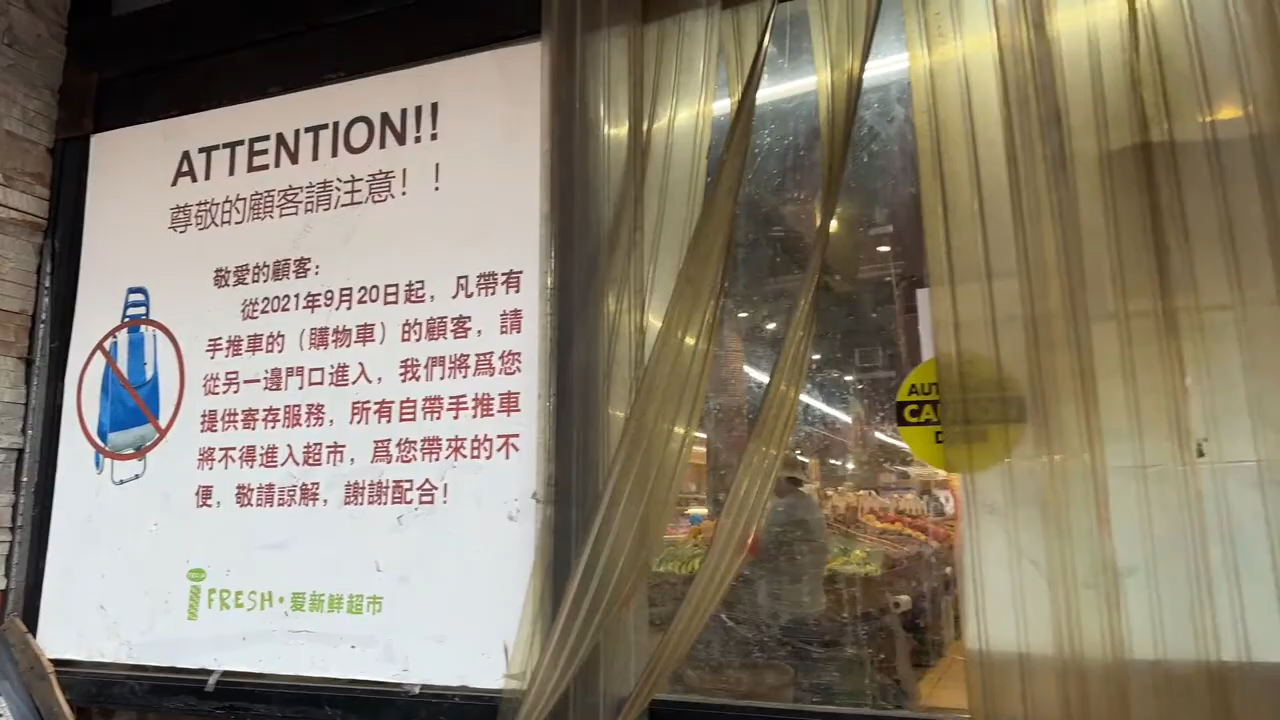 ATTENTION!!
尊敬的顧客請注意！！
敬愛的顧客：
從2021年9月20日起，凡帶有
手推車的（購物車）的顧客，請
從另一邊門口進入，我們將爲您
提供寄存服務，所有自帶手推車
將不得進入超市，爲您帶來的不
便，敬請諒解，謝謝配合！
iFRESH·爱新鮮超市